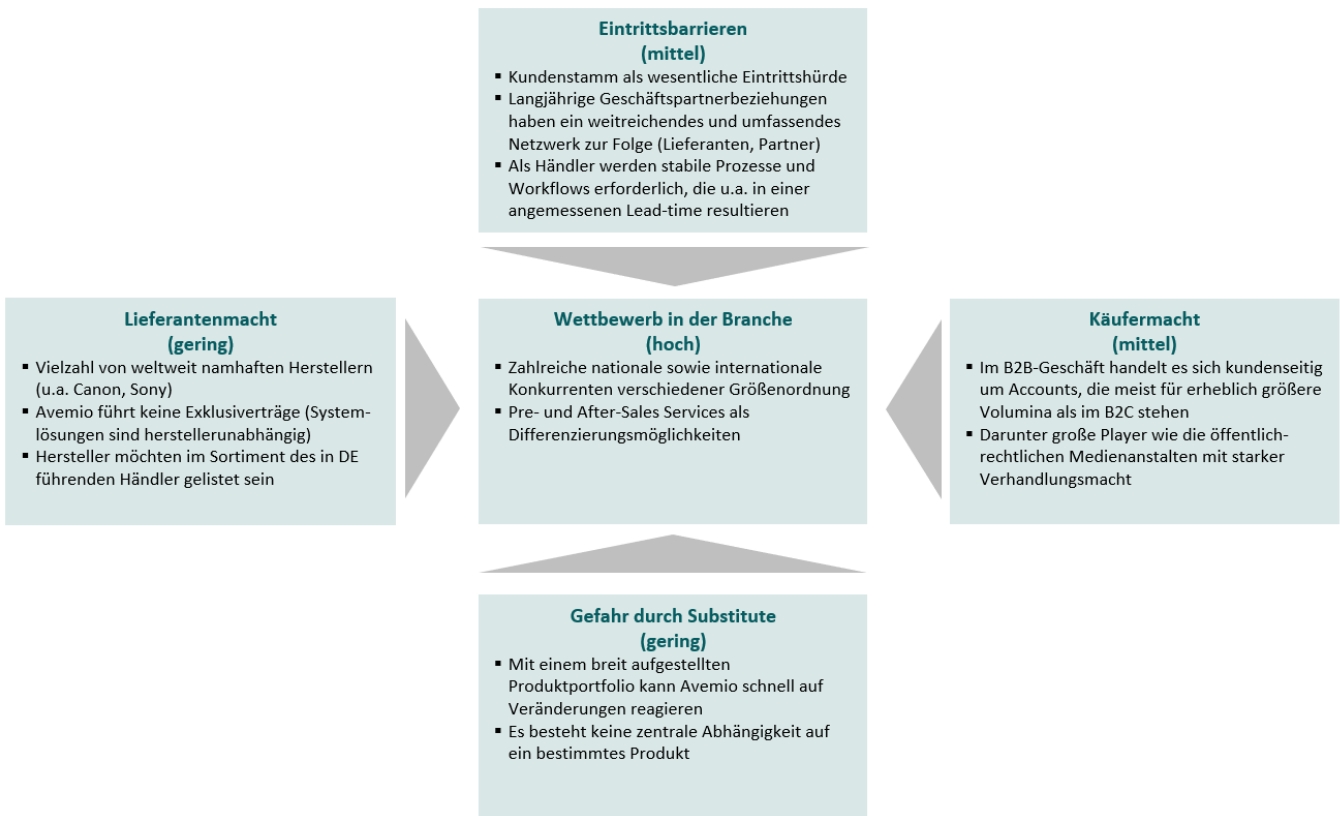 Eintrittsbarrieren
(mittel)
▪ Kundenstamm als wesentliche Eintrittshürde
▪ Langjährige Geschäftspartnerbeziehungen
haben ein weitreichendes und umfassendes
Netzwerk zur Folge (Lieferanten, Partner)
▪ Als Händler werden stabile Prozesse und
Workflows erforderlich, die u.a. in einer
angemessenen Lead-time resultieren
Lieferantenmacht
(gering)
▪ Vielzahl von weltweit namhaften Herstellern
(u.a. Canon, Sony)
▪ Avemio führt keine Exklusiverträge (System-
lösungen sind herstellerunabhängig)
▪ Hersteller möchten im Sortiment des in DE
führenden Händler gelistet sein
Wettbewerb in der Branche
(hoch)
▪ Zahlreiche nationale sowie internationale
Konkurrenten verschiedener Größenordnung
▪ Pre- und After-Sales Services als
Differenzierungsmöglichkeiten
Käufermacht
(mittel)
▪ Im B2B-Geschäft handelt es sich kundenseitig
um Accounts, die meist für erheblich größere
Volumina als im B2C stehen
▪ Darunter große Player wie die öffentlich-
rechtlichen Medienanstalten mit starker
Verhandlungsmacht
Gefahr durch Substitute
(gering)
▪ Mit einem breit aufgestellten
Produktportfolio kann Avemio schnell auf
Veränderungen reagieren
▪ Es besteht keine zentrale Abhängigkeit auf
ein bestimmtes Produkt